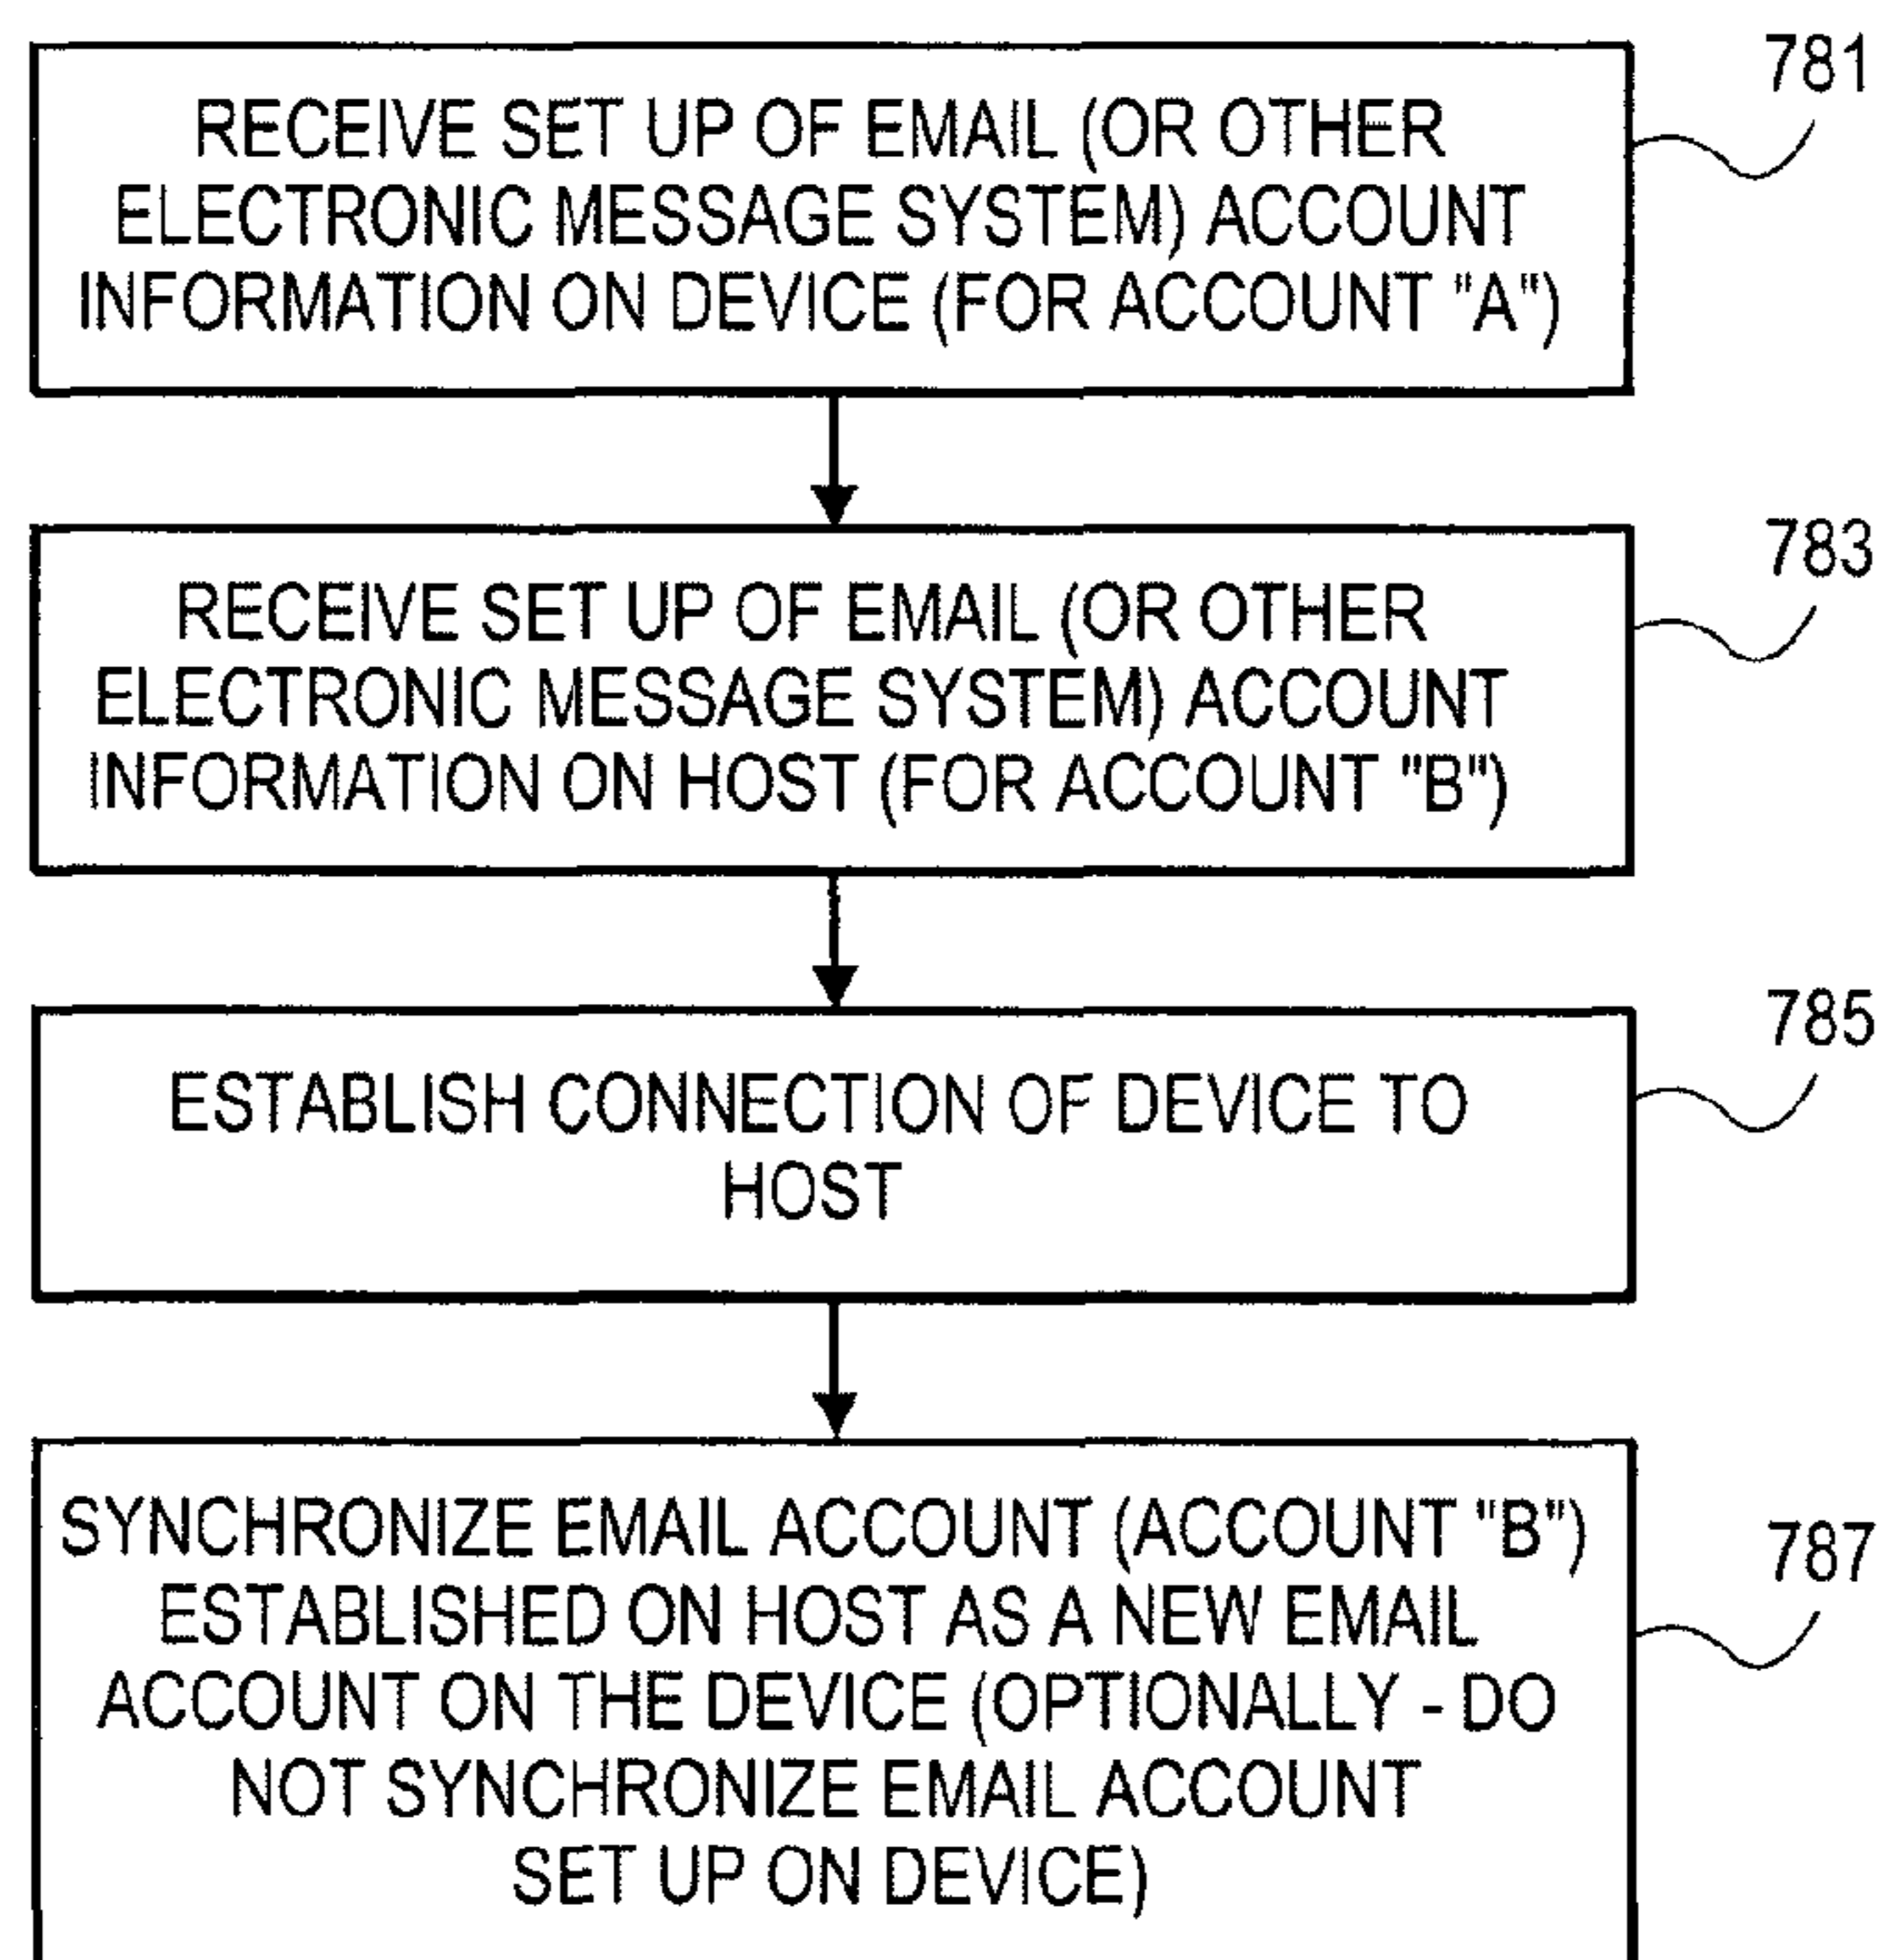 781
RECEIVE SET UP OF EMAIL (OR OTHER
ELECTRONIC MESSAGE SYSTEM) ACCOUNT
INFORMATION ON DEVICE (FOR ACCOUNT "A")
783
RECEIVE SET UP OF EMAIL (OR OTHER
ELECTRONIC MESSAGE SYSTEM) ACCOUNT
INFORMATION ON HOST (FOR ACCOUNT "B")
785
ESTABLISH CONNECTION OF DEVICE TO
HOST
787
SYNCHRONIZE EMAIL ACCOUNT (ACCOUNT "B")
ESTABLISHED ON HOST AS A NEW EMAIL
ACCOUNT ON THE DEVICE (OPTIONALLY - DO
NOT SYNCHRONIZE EMAIL ACCOUNT
SET UP ON DEVICE)